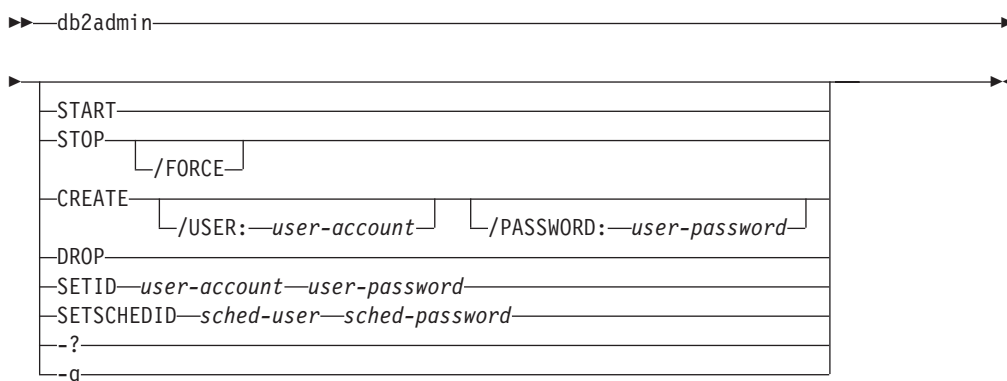 db2admin
START
STOP
/FORCE
CREATE
/USER: user-account /PASSWORD: user-password
DROP
SETID user-account user-password
SETSCHEDID sched-user sched-password
-?
-q